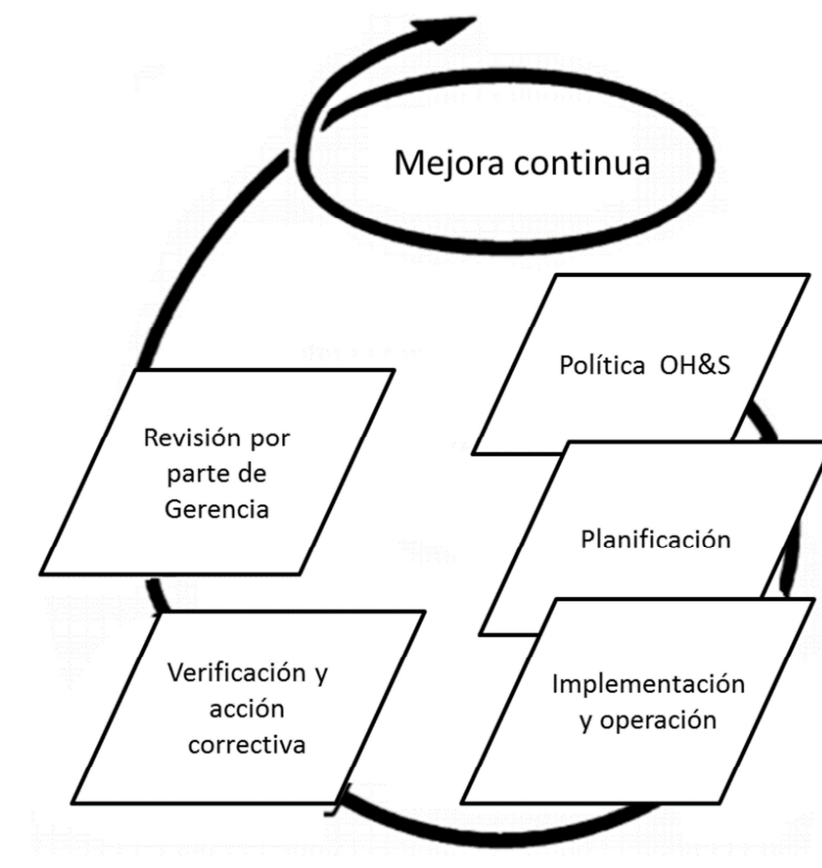 Mejora continua
Política OH&S
Planificación
Implementación
y operación
Verificación y
acción
correctiva
Revisión por
parte de
Gerencia